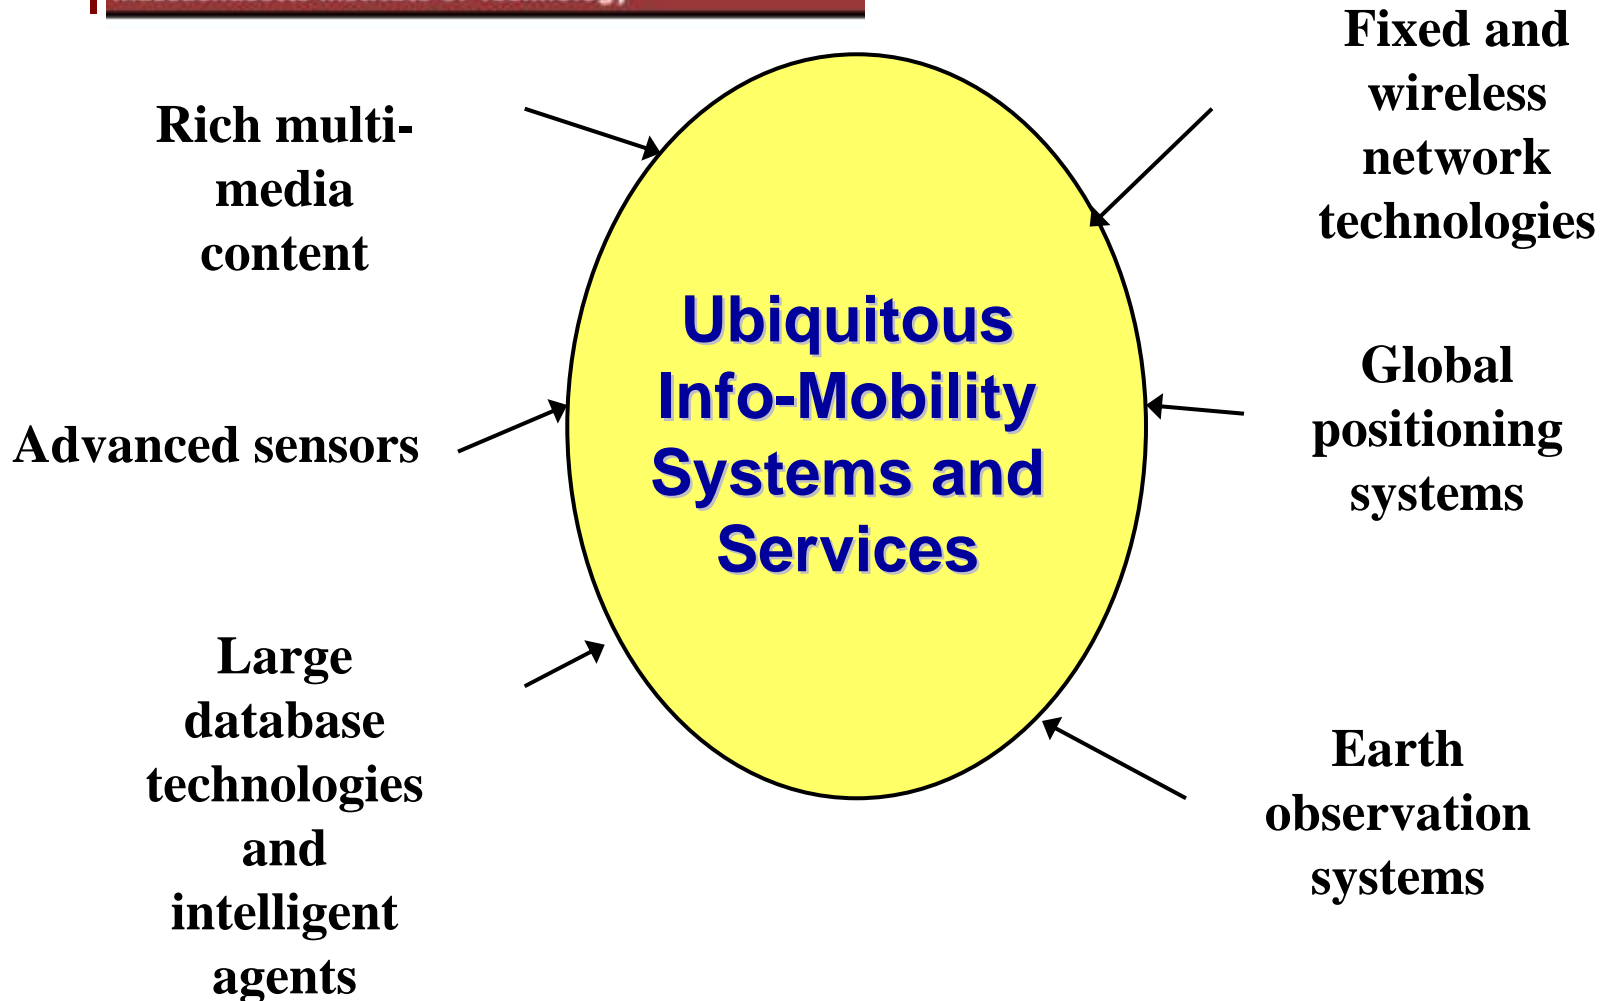 Rich multi-
media
content
Advanced sensors
Large
database
technologies
and
intelligent
agents
Ubiquitous
Info-Mobility
Systems and
Services
Fixed and
wireless
network
technologies
Global
positioning
systems
Earth
observation
systems